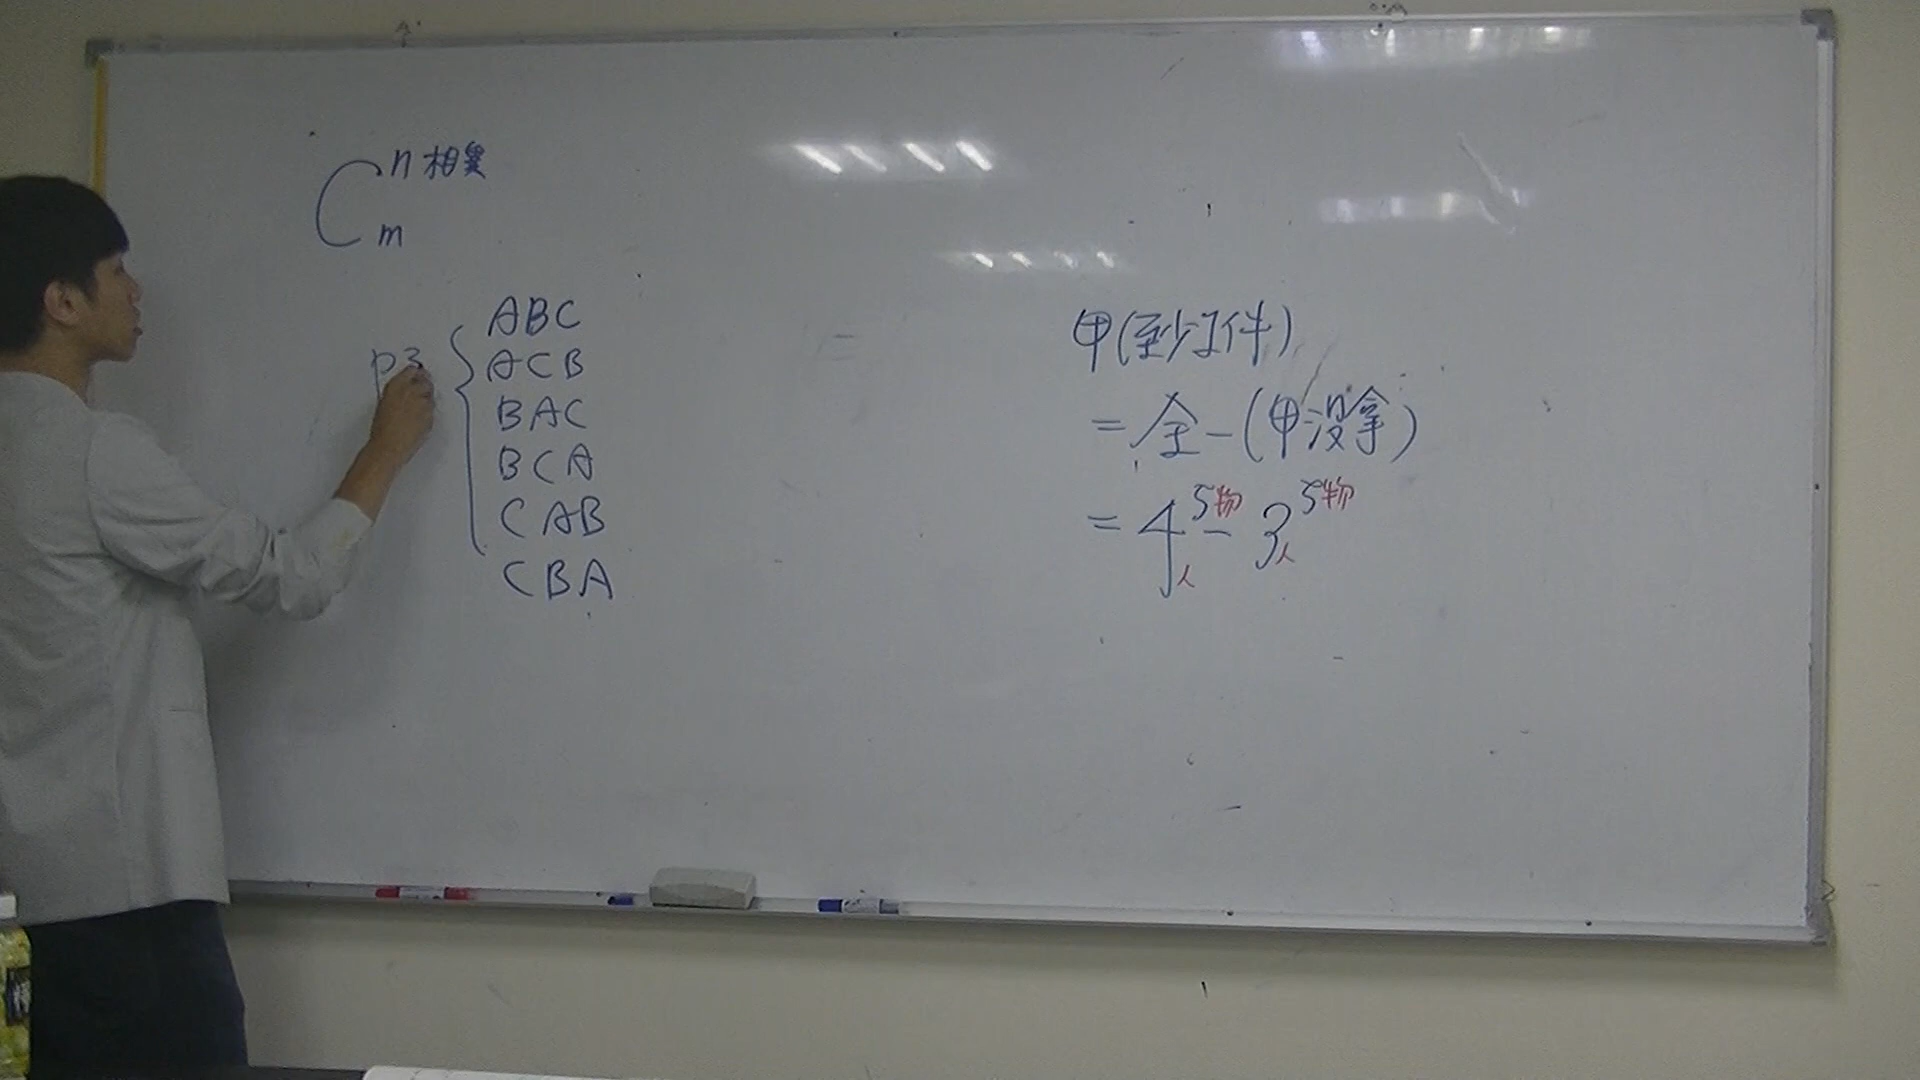 C n相異
m
P3
ABC
ACB
BAC
BCA
CAB
CBA
甲(至少1件)
= 全 - (甲沒拿)
= 4人^5物 - 3人^5物